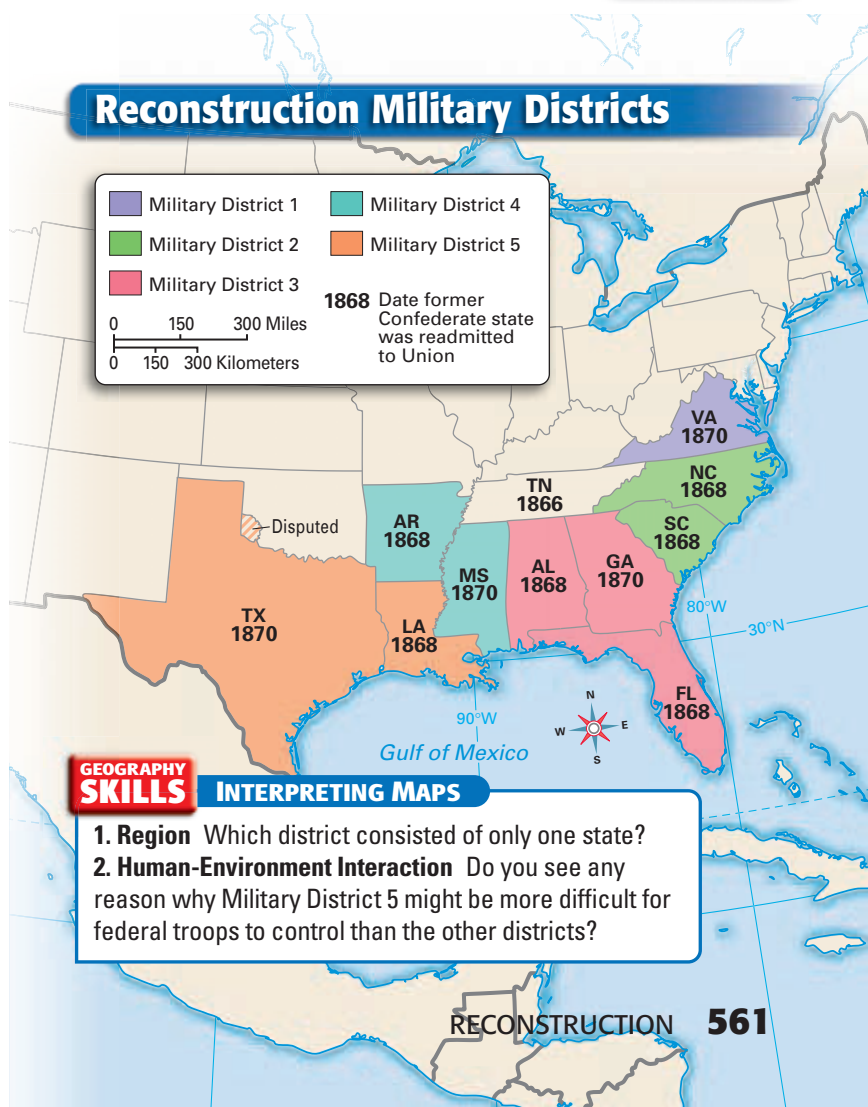 Reconstruction Military Districts
Military District 1
Military District 2
Military District 3
Military District 4
Military District 5
1868 Date former
Confederate state
was readmitted
to Union
0 150 300 Miles
0 150 300 Kilometers
VA
1870
NC
1868
TN
1866
SC
1868
AR
1868
Disputed
MS
1870
AL
1868
GA
1870
TX
1870
LA
1868
FL
1868
80°W
30°N
90°W
N
W E
S
Gulf of Mexico
GEOGRAPHY
SKILLS INTERPRETING MAPS
1. Region Which district consisted of only one state?
2. Human-Environment Interaction Do you see any
reason why Military District 5 might be more difficult for
federal troops to control than the other districts?
RECONSTRUCTION 561